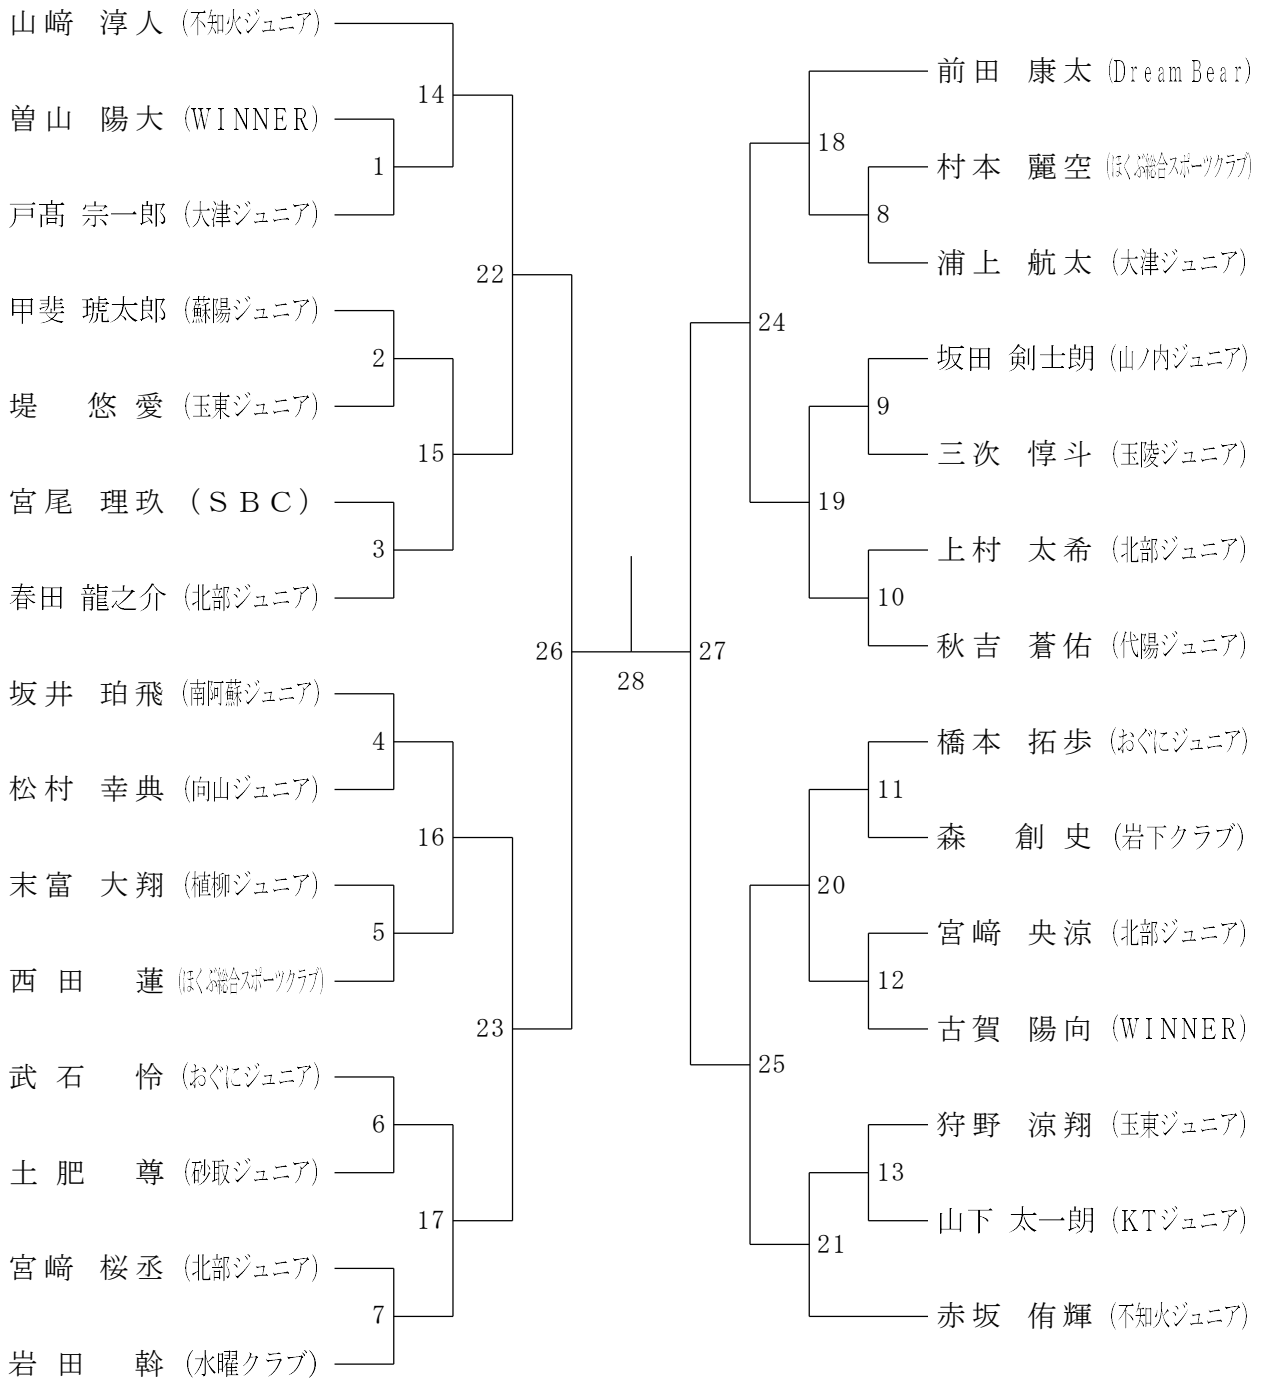 山﨑 淳人 (不知火ジュニア)
曽山 陽大 (WINNER)
戸髙 宗一郎 (大津ジュニア)
甲斐 琥太郎 (蘇陽ジュニア)
堤 悠愛 (玉東ジュニア)
宮尾 理玖 (SBC)
春田 龍之介 (北部ジュニア)
坂井 珀飛 (南阿蘇ジュニア)
松村 幸典 (向山ジュニア)
末富 大翔 (植柳ジュニア)
西田 蓮 (ほくぶ総合スポーツクラブ)
武石 怜 (おぐにジュニア)
土肥 尊 (砂取ジュニア)
宮﨑 桜丞 (北部ジュニア)
岩田 斡 (水曜クラブ)
1
2
3
4
5
6
7
14
15
16
17
22
23
26
28
27
24
25
18
19
20
21
8
9
10
11
12
13
前田 康太 (Dream Bear)
村本 麗空 (ほくぶ総合スポーツクラブ)
浦上 航太 (大津ジュニア)
坂田 剣士朗 (山ノ内ジュニア)
三次 惇斗 (玉陵ジュニア)
上村 太希 (北部ジュニア)
秋吉 蒼佑 (代陽ジュニア)
橋本 拓歩 (おぐにジュニア)
森 創史 (岩下クラブ)
宮﨑 央涼 (北部ジュニア)
古賀 陽向 (WINNER)
狩野 涼翔 (玉東ジュニア)
山下 太一朗 (KTジュニア)
赤坂 侑輝 (不知火ジュニア)